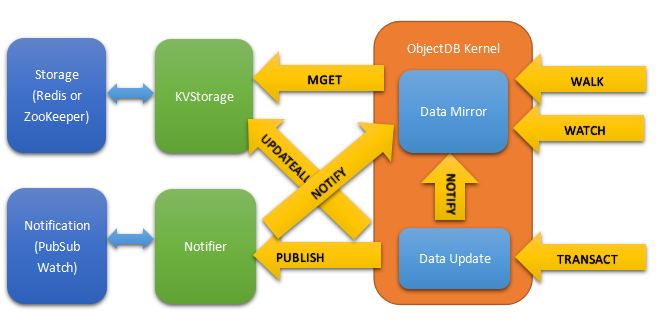 ObjectDB Kernel
Storage
(Redis or
ZooKeeper)
KVStorage
MGET
Data Mirror
WALK
WATCH
UPDATEALL
NOTIFY
NOTIFY
Notification
(PubSub
Watch)
Notifier
PUBLISH
Data Update
TRANSACT